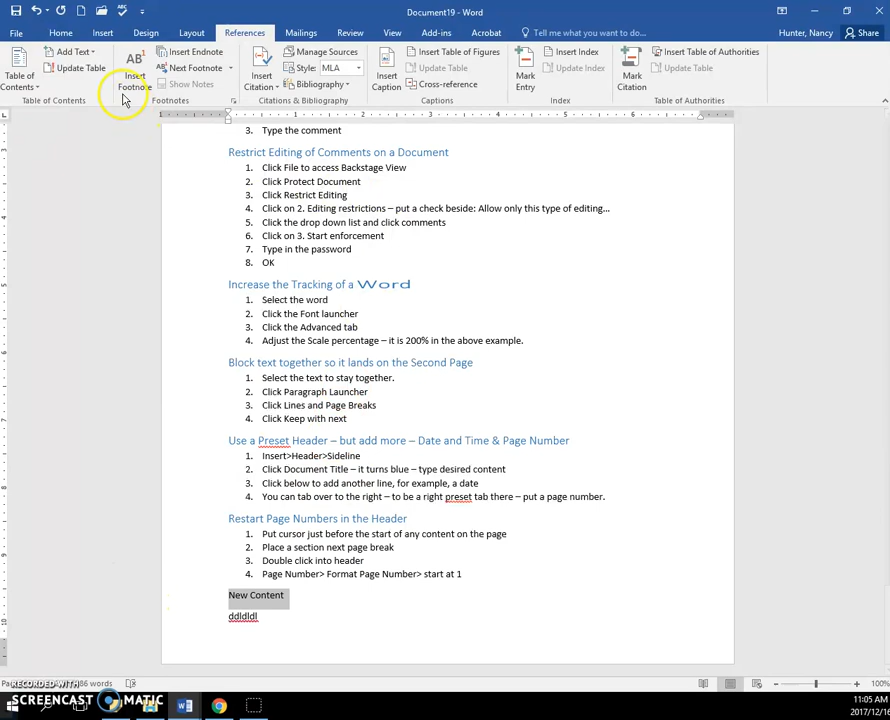 Document19 - Word
Hunter, Nancy
Share
File Home Insert Design Layout References Mailings Review View Add-ins Acrobat Tell me what you want to do
Table of Contents
Add Text
Update Table
Table of Contents
AB1
Insert Footnote
Insert Endnote
Next Footnote
Show Notes
Footnotes
Insert Citation
Manage Sources
Style: MLA
Bibliography
Citations & Bibliography
Insert Caption
Insert Table of Figures
Update Table
Cross-reference
Captions
Mark Entry
Insert Index
Update Index
Index
Mark Citation
Insert Table of Authorities
Update Table
Table of Authorities
3. Type the comment
Restrict Editing of Comments on a Document
1. Click File to access Backstage View
2. Click Protect Document
3. Click Restrict Editing
4. Click on 2. Editing restrictions – put a check beside: Allow only this type of editing…
5. Click the drop down list and click comments
6. Click on 3. Start enforcement
7. Type in the password
8. OK
Increase the Tracking of a Word
1. Select the word
2. Click the Font launcher
3. Click the Advanced tab
4. Adjust the Scale percentage – it is 200% in the above example.
Block text together so it lands on the Second Page
1. Select the text to stay together.
2. Click Paragraph Launcher
3. Click Lines and Page Breaks
4. Click Keep with next
Use a Preset Header – but add more – Date and Time & Page Number
1. Insert>Header>Sideline
2. Click Document Title – it turns blue – type desired content
3. Click below to add another line, for example, a date
4. You can tab over to the right – to be a right preset tab there – put a page number.
Restart Page Numbers in the Header
1. Put cursor just before the start of any content on the page
2. Place a section next page break
3. Double click into header
4. Page Number> Format Page Number> start at 1
New Content
ddldldl
86 words
100%
RECORDED WITH
SCREENCAST MATIC
11:05 AM
2017/12/16